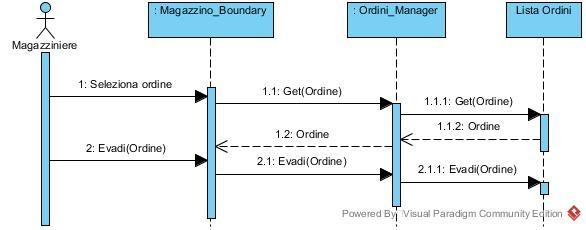 : Magazzino_Boundary
: Ordini_Manager
Lista Ordini
Magazziniere
1: Seleziona ordine
1.1: Get(Ordine)
1.1.1: Get(Ordine)
1.1.2: Ordine
1.2: Ordine
2: Evadi(Ordine)
2.1: Evadi(Ordine)
2.1.1: Evadi(Ordine)
Powered By: Visual Paradigm Community Edition